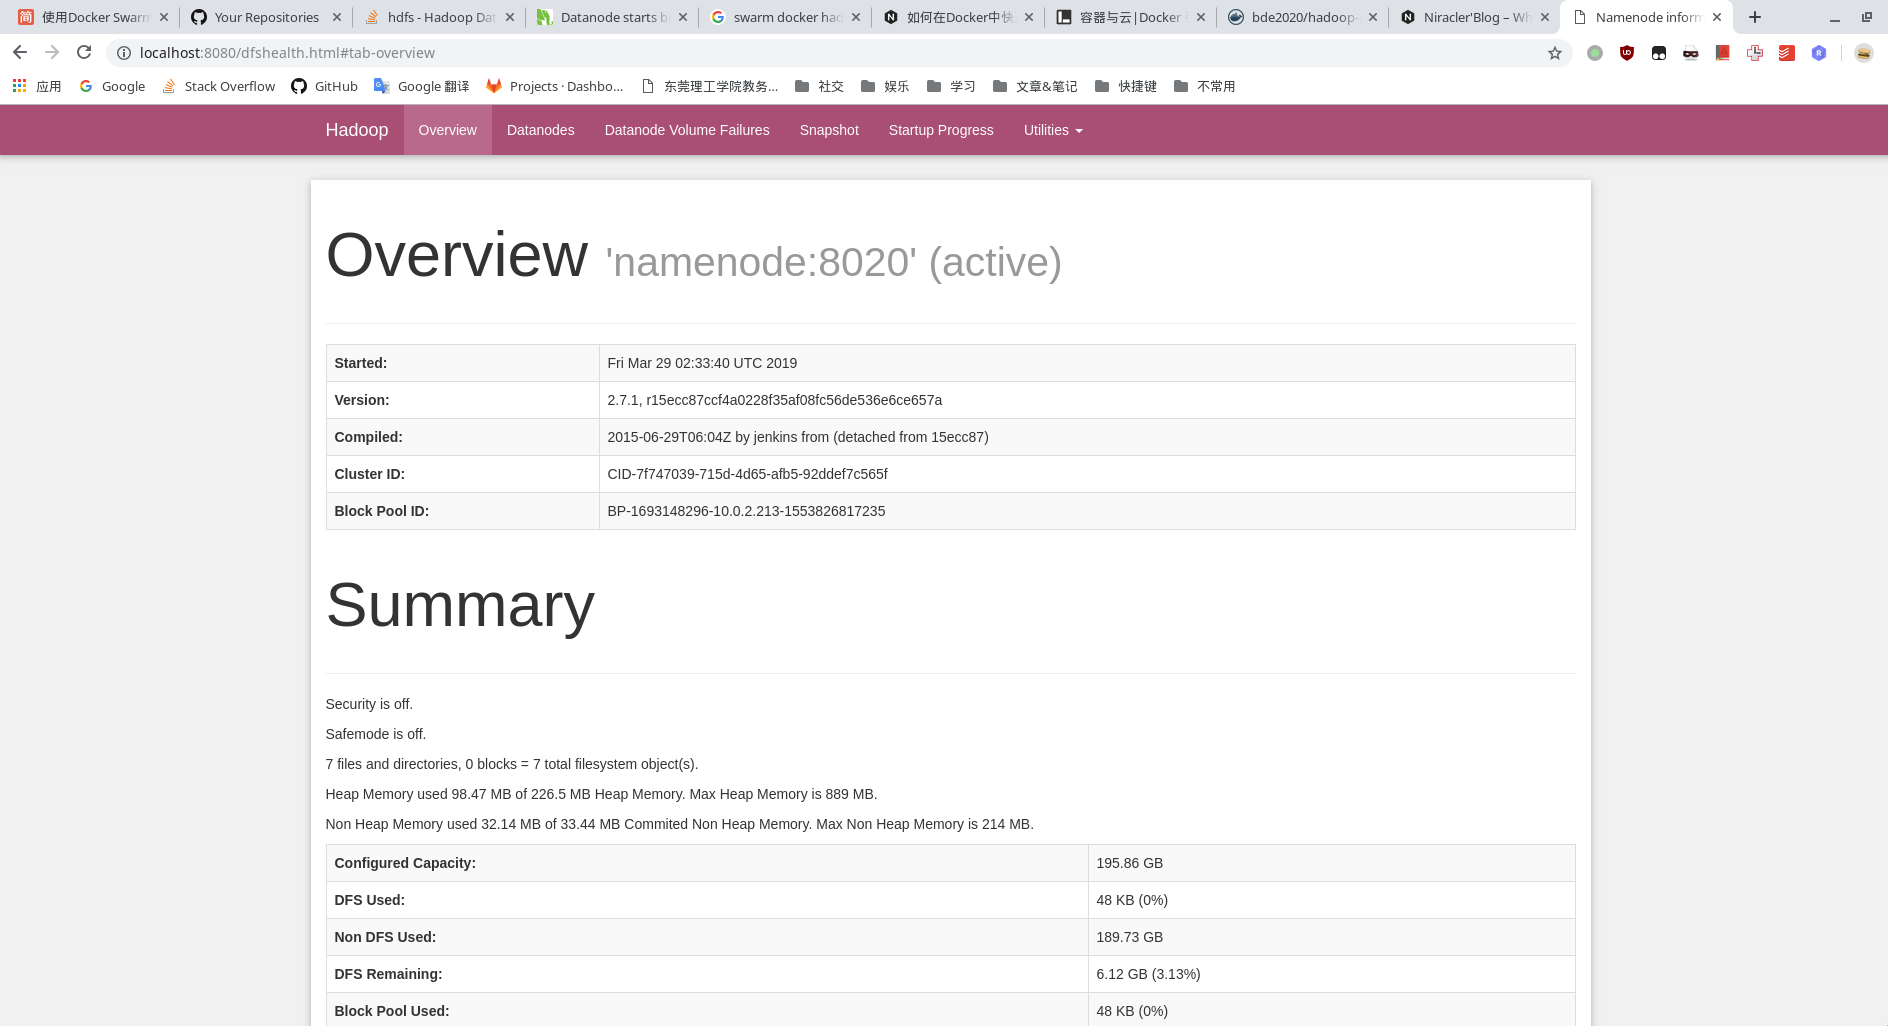 使用Docker Swarm
Your Repositories
hdfs - Hadoop Dat
Datanode starts b
swarm docker had
如何在Docker中快
容器与云|Docker
bde2020/hadoop-
Niracler'Blog – Wh
Namenode inform
localhost:8080/dfshealth.html#tab-overview
应用
Google
Stack Overflow
GitHub
Google 翻译
Projects · Dashbo...
东莞理工学院教务...
社交
娱乐
学习
文章&笔记
快捷键
不常用
Hadoop
Overview
Datanodes
Datanode Volume Failures
Snapshot
Startup Progress
Utilities
Overview 'namenode:8020' (active)
Started: Fri Mar 29 02:33:40 UTC 2019
Version: 2.7.1, r15ecc87ccf4a0228f35af08fc56de536e6ce657a
Compiled: 2015-06-29T06:04Z by jenkins from (detached from 15ecc87)
Cluster ID: CID-7f747039-715d-4d65-afb5-92ddef7c565f
Block Pool ID: BP-1693148296-10.0.2.213-1553826817235
Summary
Security is off.
Safemode is off.
7 files and directories, 0 blocks = 7 total filesystem object(s).
Heap Memory used 98.47 MB of 226.5 MB Heap Memory. Max Heap Memory is 889 MB.
Non Heap Memory used 32.14 MB of 33.44 MB Commited Non Heap Memory. Max Non Heap Memory is 214 MB.
Configured Capacity: 195.86 GB
DFS Used: 48 KB (0%)
Non DFS Used: 189.73 GB
DFS Remaining: 6.12 GB (3.13%)
Block Pool Used: 48 KB (0%)